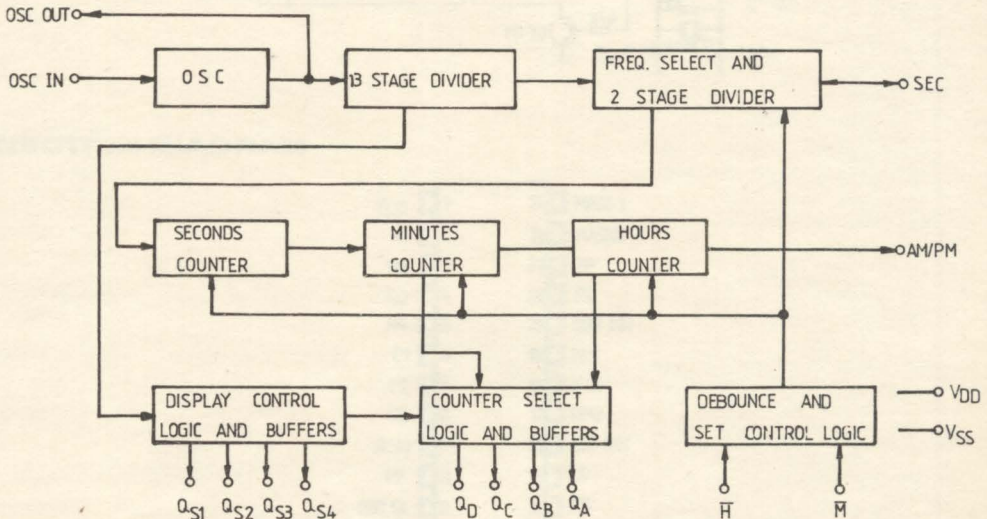 OSC OUT
OSC IN
OSC
13 STAGE DIVIDER
FREQ. SELECT AND
2 STAGE DIVIDER
SEC
SECONDS
COUNTER
MINUTES
COUNTER
HOURS
COUNTER
AM/PM
DISPLAY CONTROL
LOGIC AND BUFFERS
COUNTER SELECT
LOGIC AND BUFFERS
DEBOUNCE AND
SET CONTROL LOGIC
VDD
VSS
QS1 QS2 QS3 QS4
QD QC QB QA
H̅ M̅